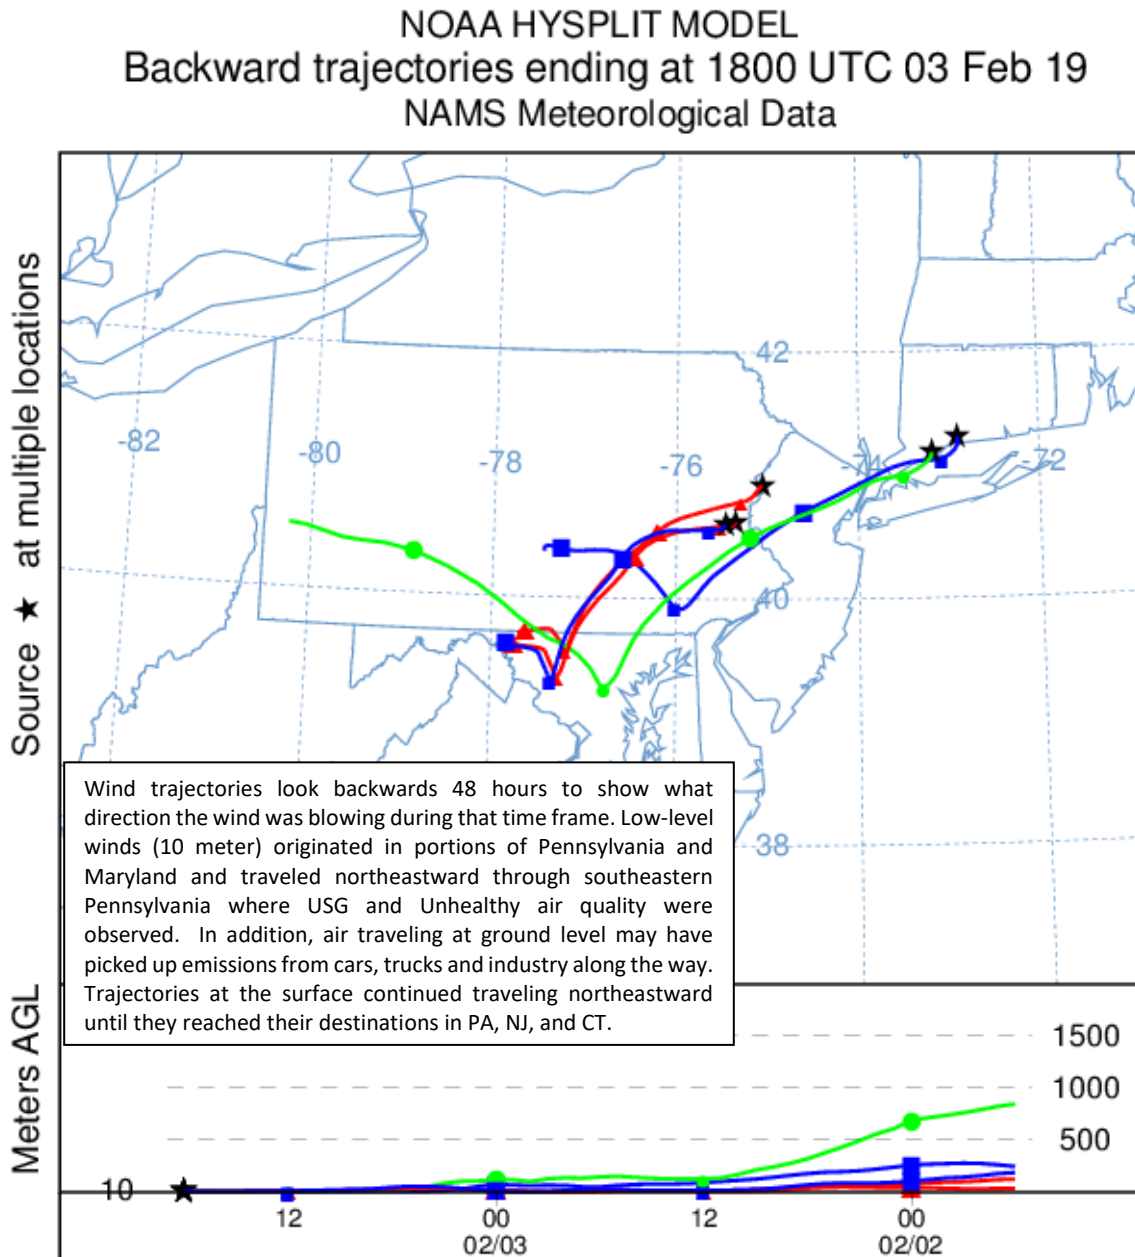 NOAA HYSPLIT MODEL
Backward trajectories ending at 1800 UTC 03 Feb 19
NAMS Meteorological Data
Source ★ at multiple locations
42
-82
-80
-78
-76
-74
-72
40
38
Wind trajectories look backwards 48 hours to show what
direction the wind was blowing during that time frame. Low-level
winds (10 meter) originated in portions of Pennsylvania and
Maryland and traveled northeastward through southeastern
Pennsylvania where USG and Unhealthy air quality were
observed. In addition, air traveling at ground level may have
picked up emissions from cars, trucks and industry along the way.
Trajectories at the surface continued traveling northeastward
until they reached their destinations in PA, NJ, and CT.
Meters AGL
1500
1000
500
10
12 00 12 00
02/03 02/02